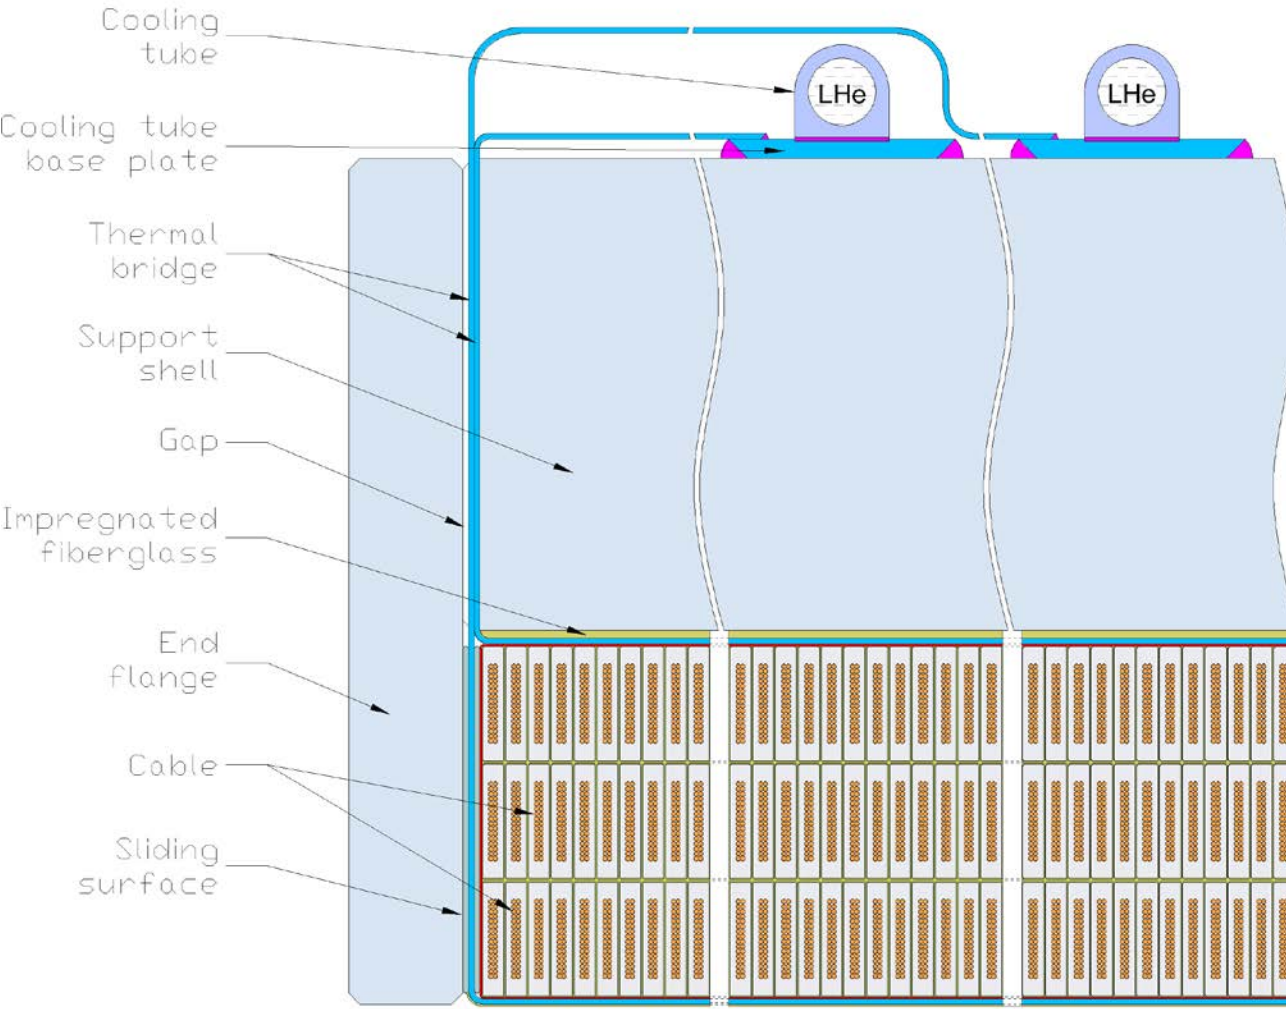 Cooling
tube
LHe
LHe
Cooling tube
base plate
Thermal
bridge
Support
shell
Gap
Impregnated
fiberglass
End
flange
Cable
Sliding
surface